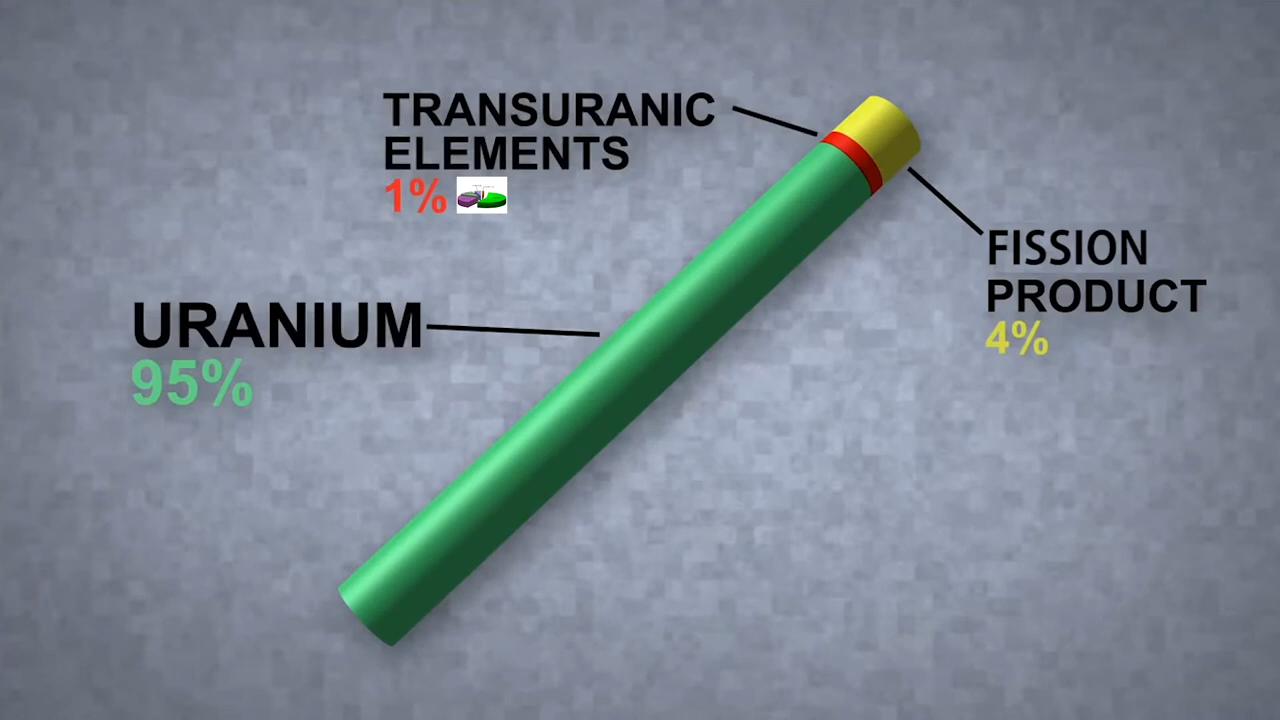 TRANSURANIC
ELEMENTS
1%
URANIUM
95%
FISSION
PRODUCT
4%